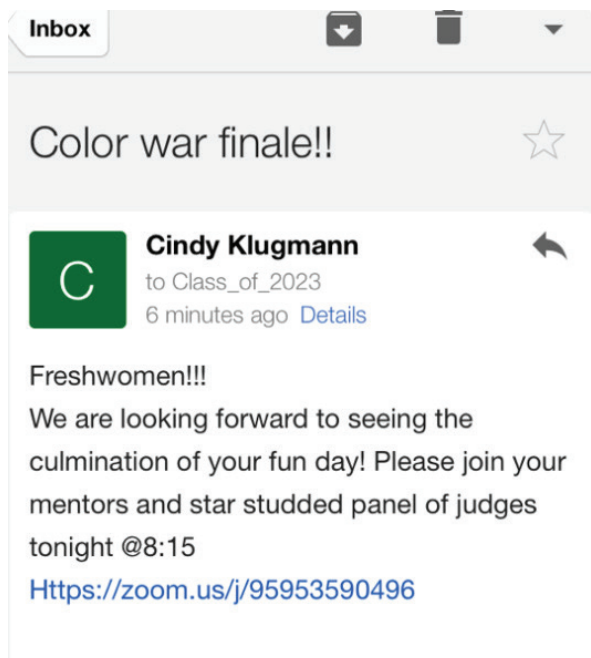 Inbox
Color war finale!!
C
Cindy Klugmann
to Class_of_2023
6 minutes ago Details
Freshwomen!!!
We are looking forward to seeing the
culmination of your fun day! Please join your
mentors and star studded panel of judges
tonight @8:15
Https://zoom.us/j/95953590496